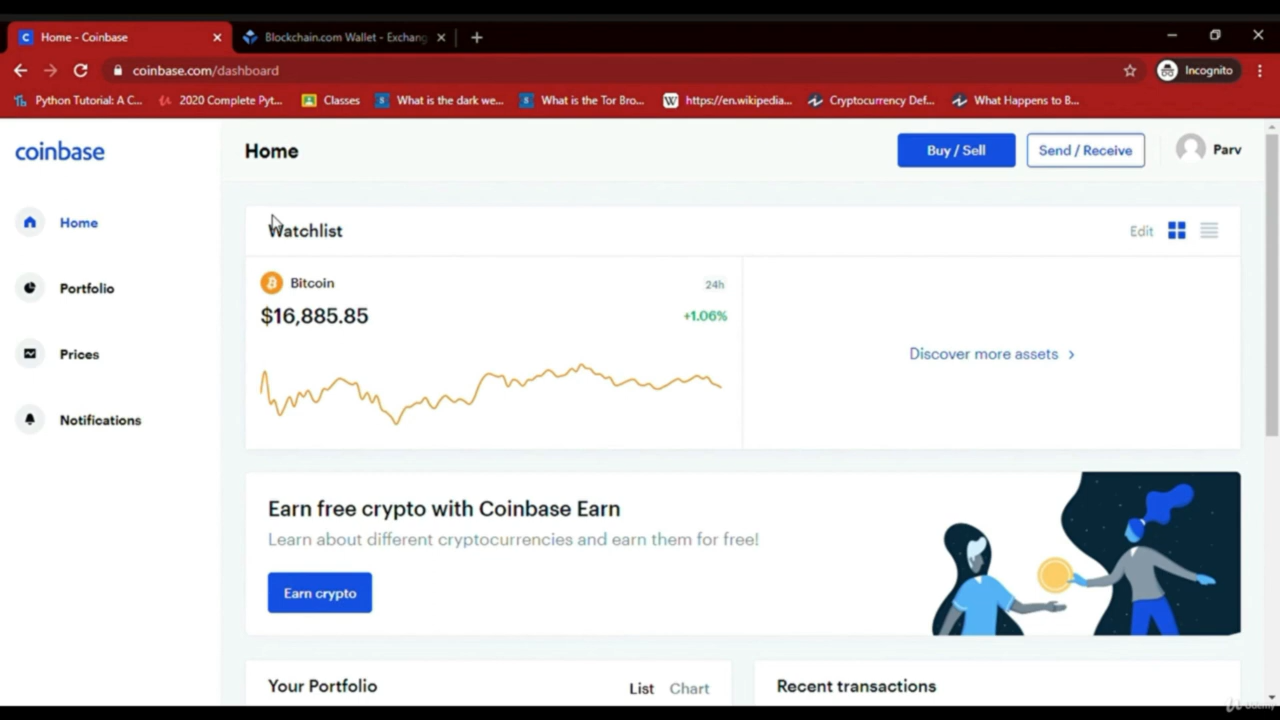 Home - Coinbase
Blockchain.com Wallet - Exchang
coinbase.com/dashboard
Incognito
Python Tutorial: A C...
2020 Complete Pyt...
Classes
What is the dark we...
What is the Tor Bro...
https://en.wikipedia...
Cryptocurrency Def...
What Happens to B...
coinbase
Home
Buy / Sell
Send / Receive
Parv
Home
Portfolio
Prices
Notifications
Watchlist
Edit
Bitcoin
24h
$16,885.85
+1.06%
Discover more assets
Earn free crypto with Coinbase Earn
Learn about different cryptocurrencies and earn them for free!
Earn crypto
Your Portfolio
List
Chart
Recent transactions
Udemy